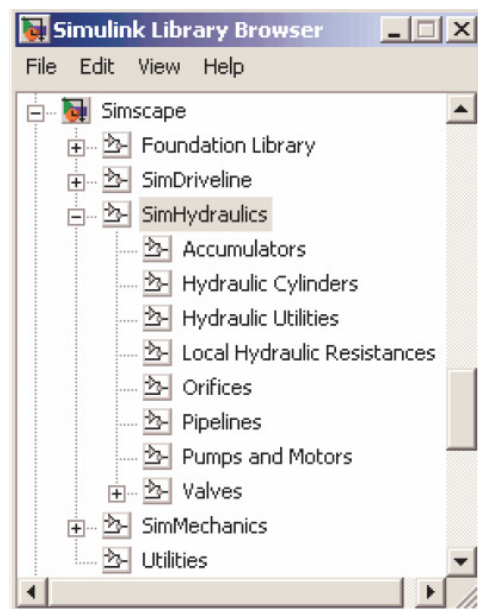 Simulink Library Browser
File Edit View Help
Simscape
Foundation Library
SimDriveline
SimHydraulics
Accumulators
Hydraulic Cylinders
Hydraulic Utilities
Local Hydraulic Resistances
Orifices
Pipelines
Pumps and Motors
Valves
SimMechanics
Utilities